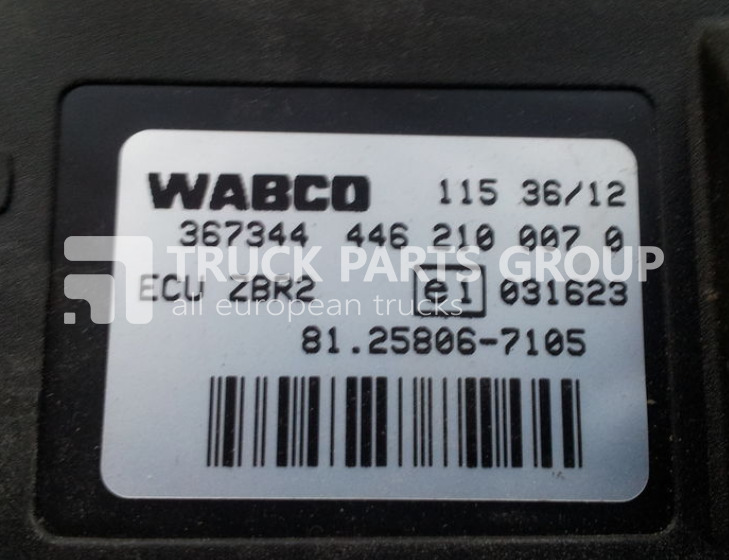 WABCO 115 36/12
367344 446 210 007 0
TRUCK PARTS GROUP
ECU ZBR2 e1 031623
all european trucks
81.25806-7105